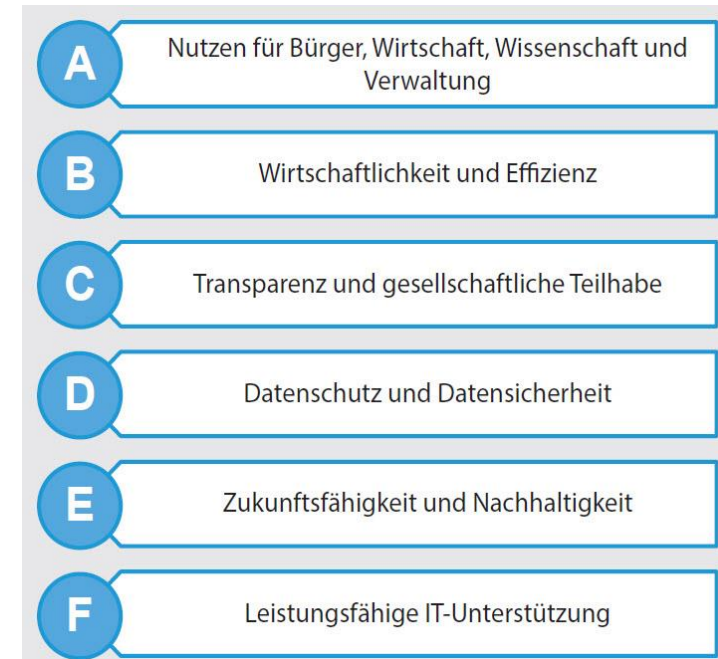 A
Nutzen für Bürger, Wirtschaft, Wissenschaft und
Verwaltung
B
Wirtschaftlichkeit und Effizienz
C
Transparenz und gesellschaftliche Teilhabe
D
Datenschutz und Datensicherheit
E
Zukunftsfähigkeit und Nachhaltigkeit
F
Leistungsfähige IT-Unterstützung